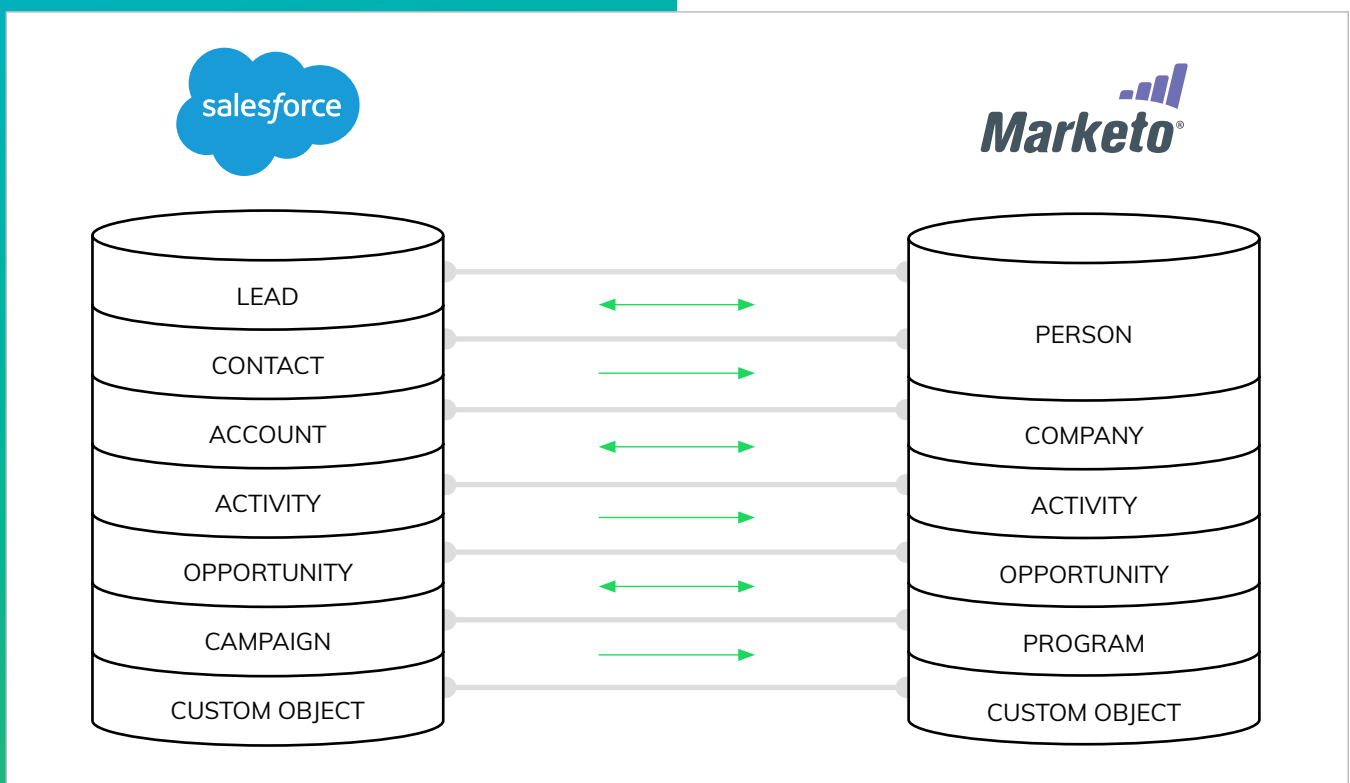 salesforce
Marketo®
LEAD
CONTACT
ACCOUNT
ACTIVITY
OPPORTUNITY
CAMPAIGN
CUSTOM OBJECT
PERSON
COMPANY
ACTIVITY
OPPORTUNITY
PROGRAM
CUSTOM OBJECT